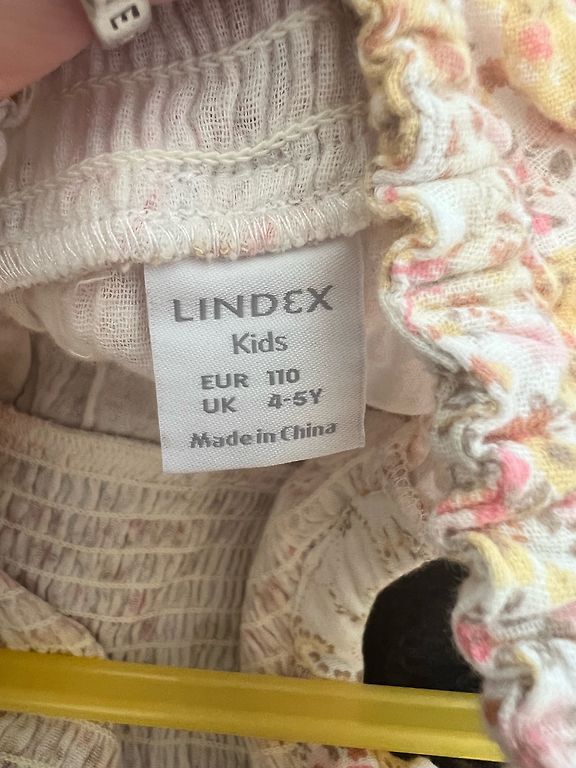 E
LINDEX
Kids
EUR 110
UK 4-5Y
Made in China